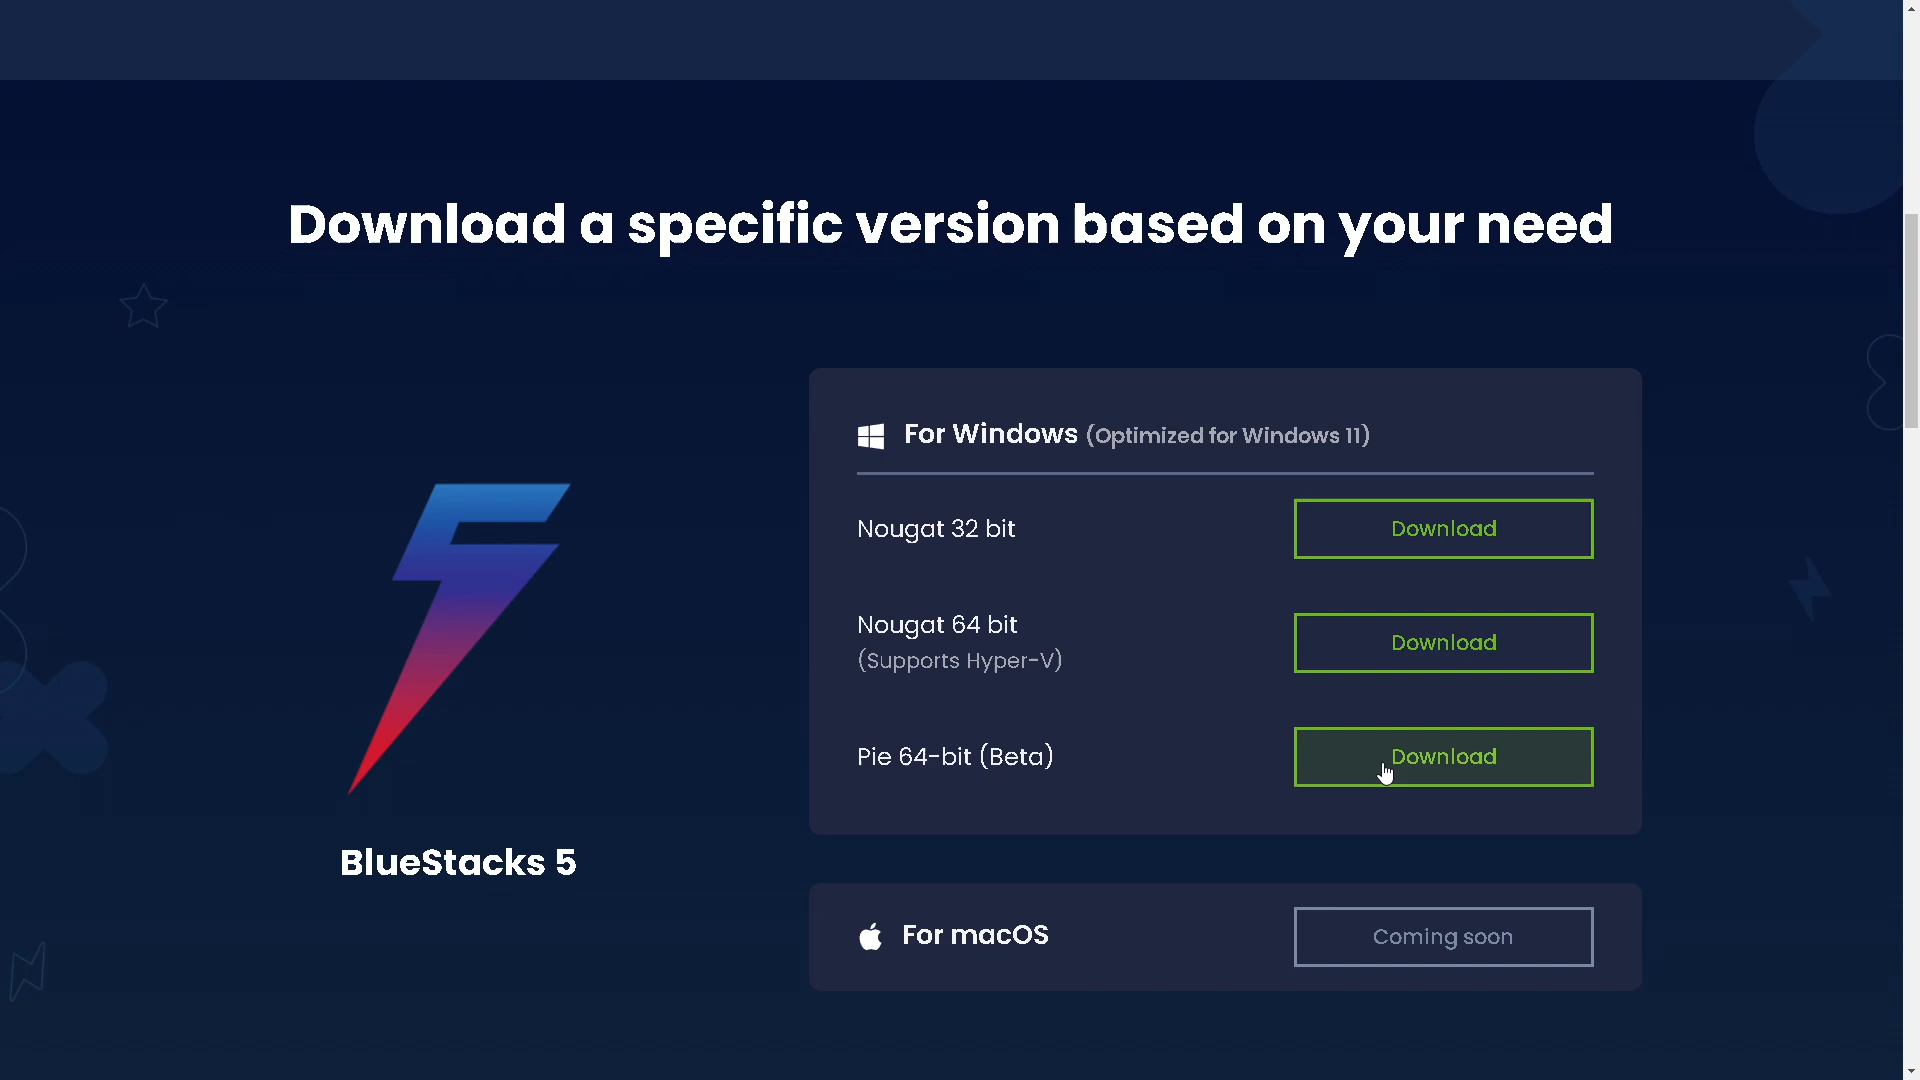 Download a specific version based on your need
For Windows (Optimized for Windows 11)
Nougat 32 bit
Download
Nougat 64 bit
(Supports Hyper-V)
Download
Pie 64-bit (Beta)
Download
BlueStacks 5
For macOS
Coming soon